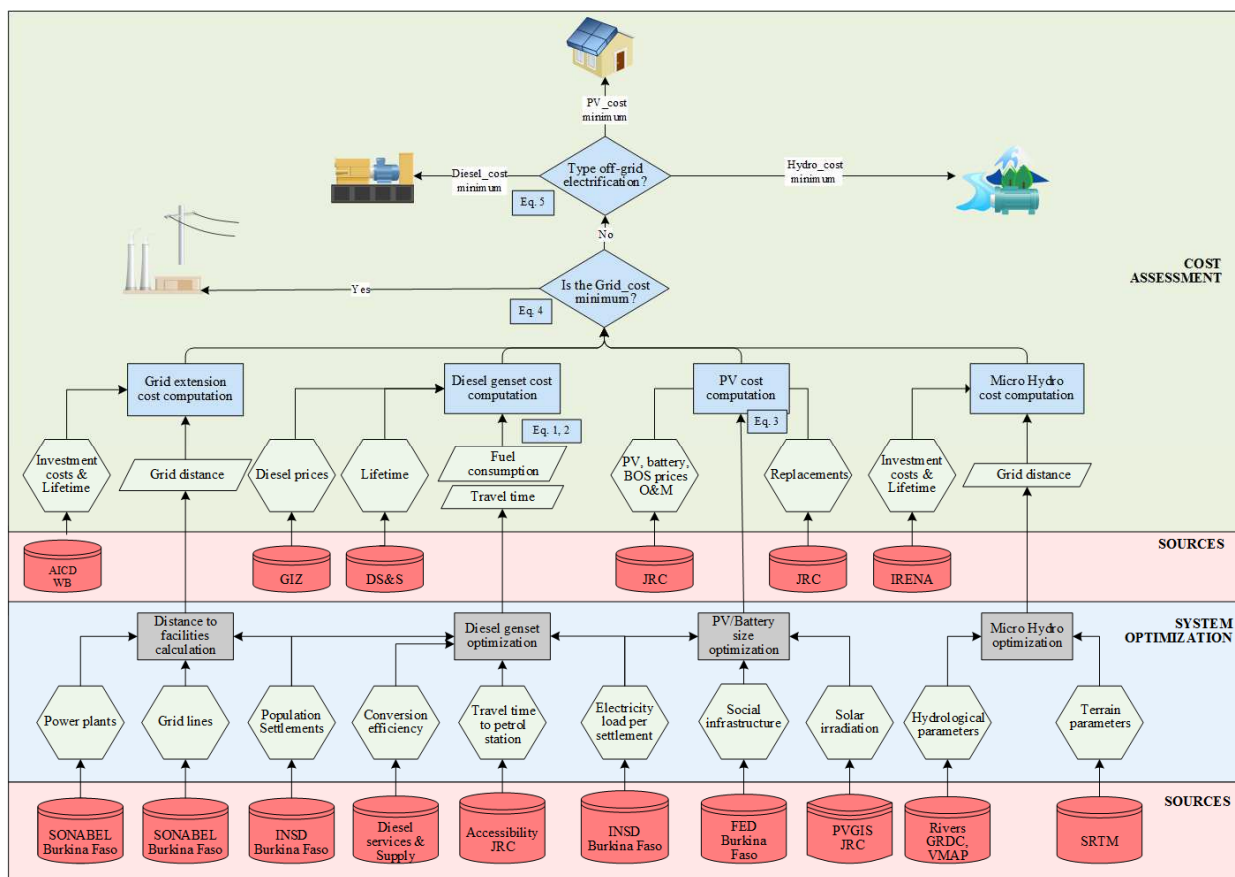 PV_cost
minimum
Type off-grid
electrification?
Diesel_cost
minimum
Hydro_cost
minimum
Eq. 5
No
COST
ASSESSMENT
Is the Grid_cost
minimum?
Yes
Eq. 4
Grid extension
cost computation
Diesel genset cost
computation
PV cost
computation
Micro Hydro
cost computation
Eq. 1, 2
Eq. 3
Investment
costs &
Lifetime
Grid distance
Diesel prices
Lifetime
Fuel
consumption
Travel time
PV, battery,
BOS prices
O&M
Replacements
Investment
costs &
Lifetime
Grid distance
SOURCES
AICD
WB
GIZ
DS&S
JRC
JRC
IRENA
Distance to
facilities
calculation
Diesel genset
optimization
PV/Battery
size
optimization
Micro Hydro
optimization
SYSTEM
OPTIMIZATION
Power plants
Grid lines
Population
Settlements
Conversion
efficiency
Travel time
to petrol
station
Electricity
load per
settlement
Social
infrastructure
Solar
irradiation
Hydrological
parameters
Terrain
parameters
SOURCES
SONABEL
Burkina Faso
SONABEL
Burkina Faso
INSD
Burkina Faso
Diesel
services &
Supply
Accessibility
JRC
INSD
Burkina Faso
FED
Burkina
Faso
PVGIS
JRC
Rivers
GRDC,
VMAP
SRTM